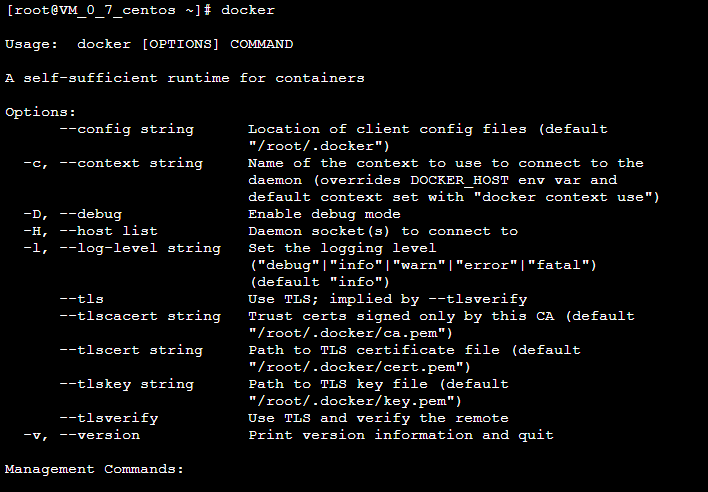 [root@VM_0_7_centos ~]# docker
Usage:  docker [OPTIONS] COMMAND
A self-sufficient runtime for containers
Options:
      --config string      Location of client config files (default
                           "/root/.docker")
  -c, --context string     Name of the context to use to connect to the
                           daemon (overrides DOCKER_HOST env var and
                           default context set with "docker context use")
  -D, --debug              Enable debug mode
  -H, --host list          Daemon socket(s) to connect to
  -l, --log-level string   Set the logging level
                           ("debug"|"info"|"warn"|"error"|"fatal")
                           (default "info")
      --tls                Use TLS; implied by --tlsverify
      --tlscacert string   Trust certs signed only by this CA (default
                           "/root/.docker/ca.pem")
      --tlscert string     Path to TLS certificate file (default
                           "/root/.docker/cert.pem")
      --tlskey string      Path to TLS key file (default
                           "/root/.docker/key.pem")
      --tlsverify          Use TLS and verify the remote
  -v, --version            Print version information and quit
Management Commands: